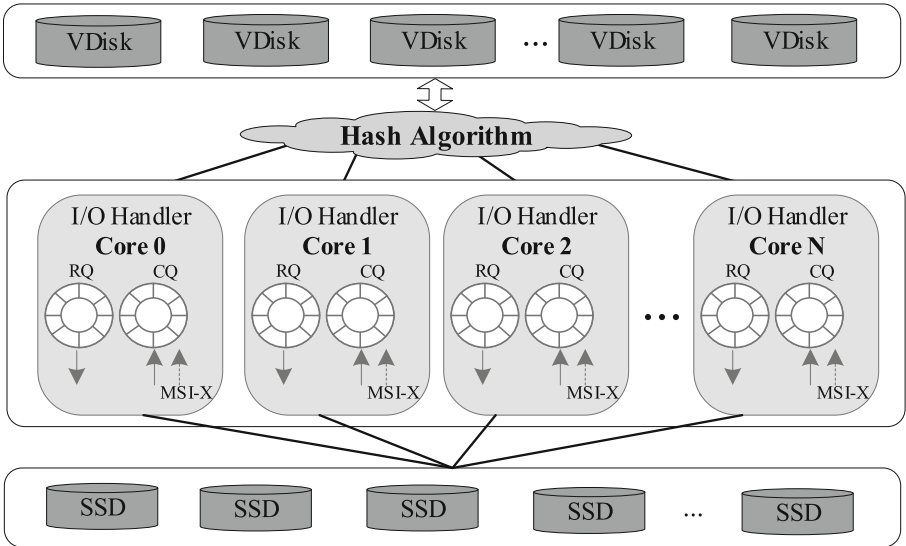 VDisk VDisk VDisk ... VDisk VDisk
Hash Algorithm
I/O Handler I/O Handler I/O Handler I/O Handler
Core 0 Core 1 Core 2 Core N
RQ CQ RQ CQ RQ CQ RQ CQ
...
MSI-X MSI-X MSI-X MSI-X
SSD SSD SSD SSD ... SSD